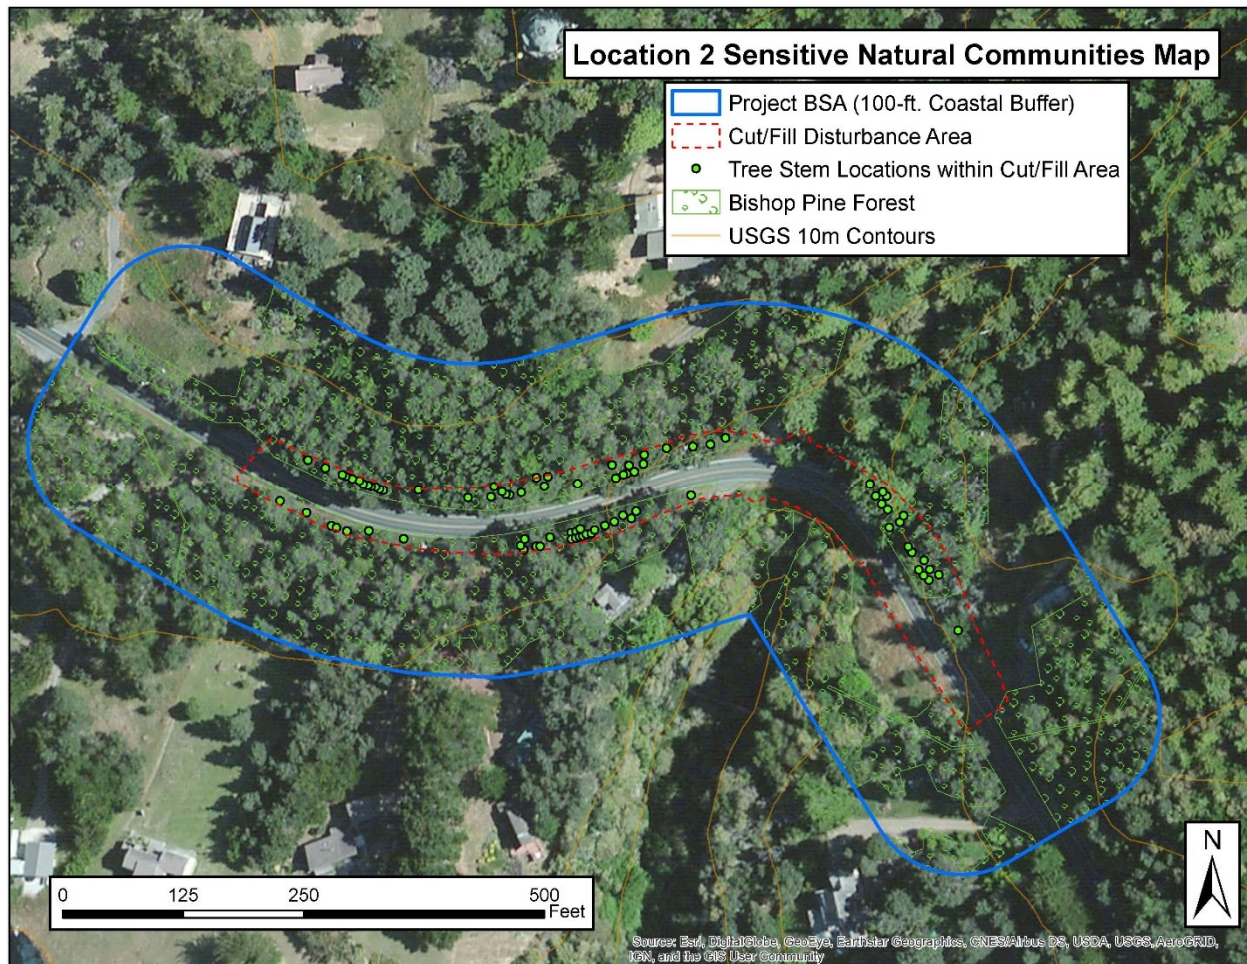 Location 2 Sensitive Natural Communities Map
Project BSA (100-ft. Coastal Buffer)
Cut/Fill Disturbance Area
Tree Stem Locations within Cut/Fill Area
Bishop Pine Forest
USGS 10m Contours
N
0 125 250 500
Feet
Source: Esri, DigitalGlobe, GeoEye, Earthstar Geographics, CNES/Airbus DS, USDA, USGS, AeroGRID,
IGN, and the GIS User Community